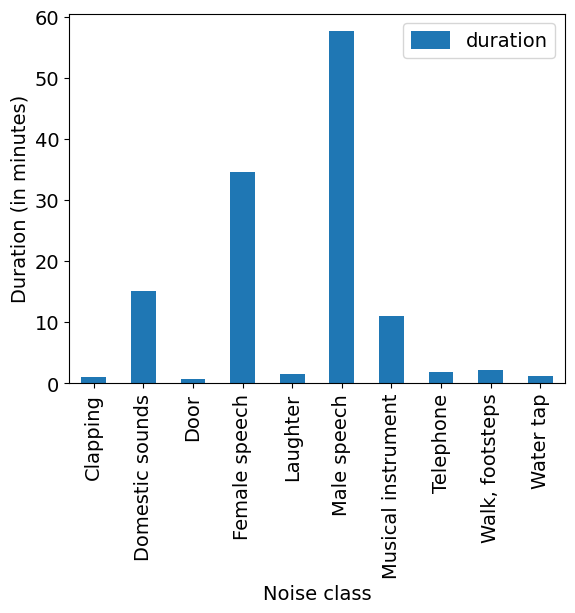 duration
Duration (in minutes)
60
50
40
30
20
10
0
Clapping
Domestic sounds
Door
Female speech
Laughter
Male speech
Musical instrument
Telephone
Walk, footsteps
Water tap
Noise class